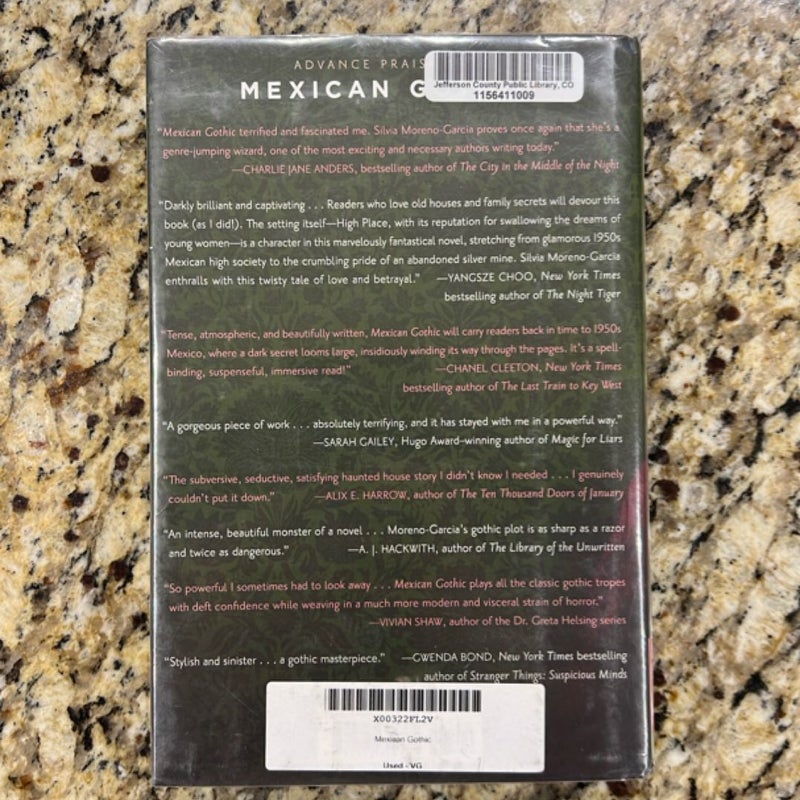 ADVANCE PRAIS
Jefferson County Public Library, CO
1156411009
MEXICAN G
“Mexican Gothic terrified and fascinated me. Silvia Moreno-Garcia proves once again that she's a
genre-jumping wizard, one of the most exciting and necessary authors writing today.”
—CHARLIE JANE ANDERS, bestselling author of The City in the Middle of the Night
“Darkly brilliant and captivating . . . Readers who love old houses and family secrets will devour this
book (as I did!). The setting itself—High Place, with its reputation for swallowing the dreams of
young women—is a character in this marvelously fantastical novel, stretching from glamorous 1950s
Mexican high society to the crumbling pride of an abandoned silver mine. Silvia Moreno-Garcia
enthralls with this twisty tale of love and betrayal.” —YANGSZE CHOO, New York Times
bestselling author of The Night Tiger
“Tense, atmospheric, and beautifully written, Mexican Gothic will carry readers back in time to 1950s
Mexico, where a dark secret looms large, insidiously winding its way through the pages. It's a spell-
binding, suspenseful, immersive read!” —CHANEL CLEETON, New York Times
bestselling author of The Last Train to Key West
“A gorgeous piece of work . . . absolutely terrifying, and it has stayed with me in a powerful way.”
—SARAH GAILEY, Hugo Award–winning author of Magic for Liars
“The subversive, seductive, satisfying haunted house story I didn't know I needed . . . I genuinely
couldn't put it down.” —ALIX E. HARROW, author of The Ten Thousand Doors of January
“An intense, beautiful monster of a novel . . . Moreno-Garcia's gothic plot is as sharp as a razor
and twice as dangerous.” —A. J. HACKWITH, author of The Library of the Unwritten
“So powerful I sometimes had to look away . . . Mexican Gothic plays all the classic gothic tropes
with deft confidence while weaving in a much more modern and visceral strain of horror.”
—VIVIAN SHAW, author of the Dr. Greta Helsing series
“Stylish and sinister . . . a gothic masterpiece.” —GWENDA BOND, New York Times bestselling
author of Stranger Things: Suspicious Minds
X00322FL2V
Mexican Gothic
Used - VG